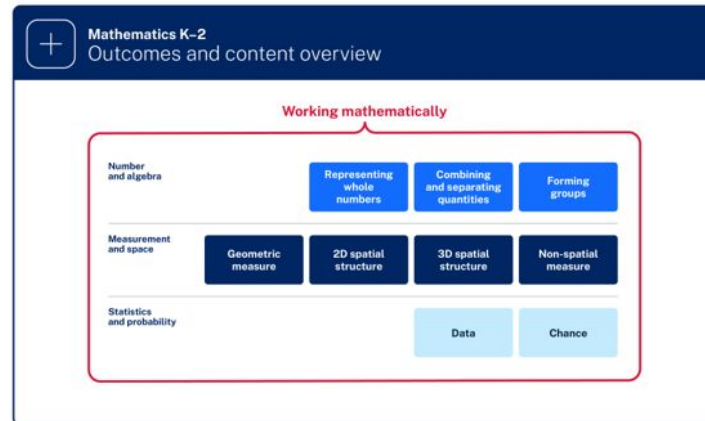 Mathematics K–2
Outcomes and content overview
Working mathematically
Number
and algebra
Representing
whole
numbers
Combining
and separating
quantities
Forming
groups
Measurement
and space
Geometric
measure
2D spatial
structure
3D spatial
structure
Non-spatial
measure
Statistics
and probability
Data
Chance